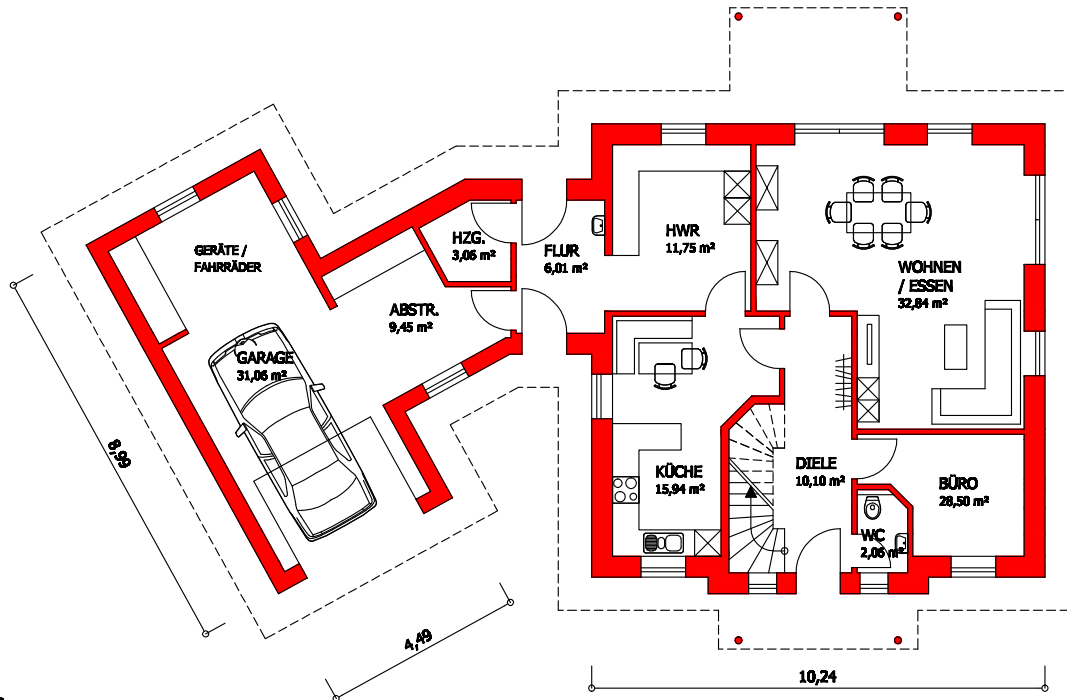 GERÄTE /
FAHRRÄDER
HZG.
3,06 m²
FLUR
6,01 m²
HWR
11,75 m²
WOHNEN
/ ESSEN
32,84 m²
ABSTR.
9,45 m²
GARAGE
31,06 m²
KÜCHE
15,94 m²
DIELE
10,10 m²
BÜRO
28,50 m²
WC
2,06 m²
8,99
4,49
10,24